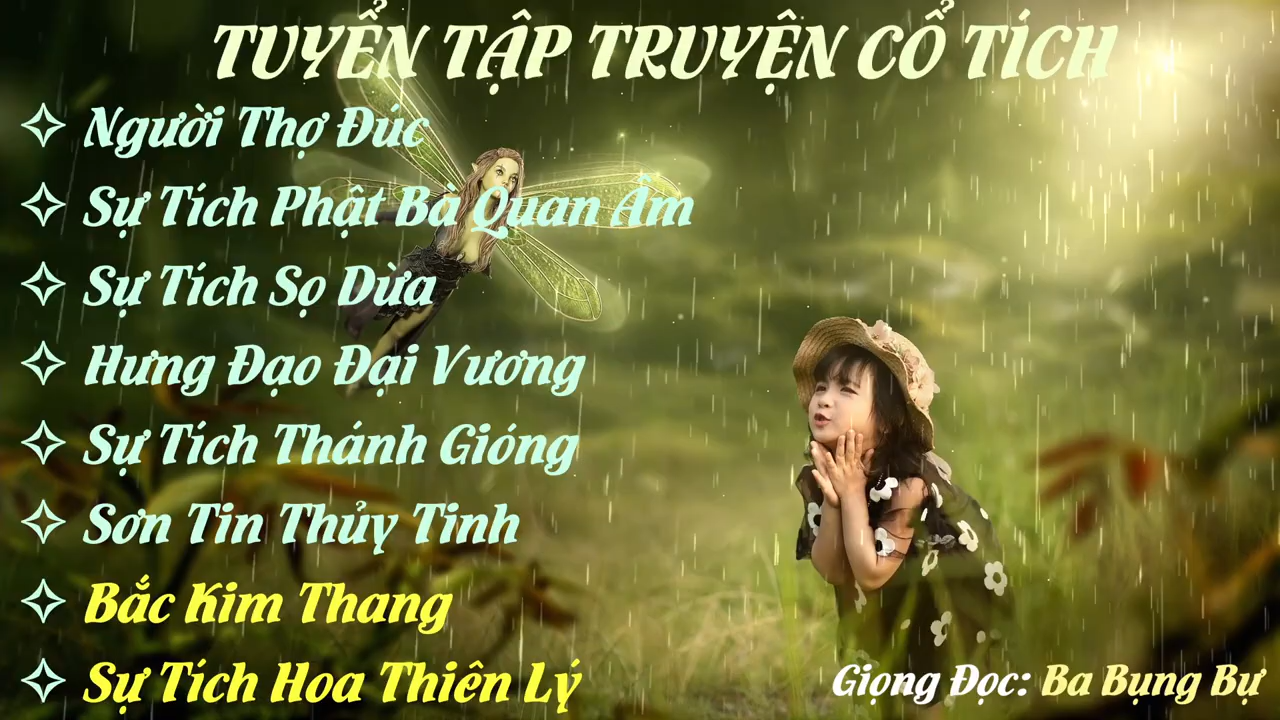 TUYỂN TẬP TRUYỆN CỔ TÍCH
Người Thợ Đúc
Sự Tích Phật Bà Quan Âm
Sự Tích Sọ Dừa
Hưng Đạo Đại Vương
Sự Tích Thánh Gióng
Sơn Tin Thủy Tinh
Bắc Kim Thang
Sự Tích Hoa Thiên Lý
Giọng Đọc: Ba Bụng Bự